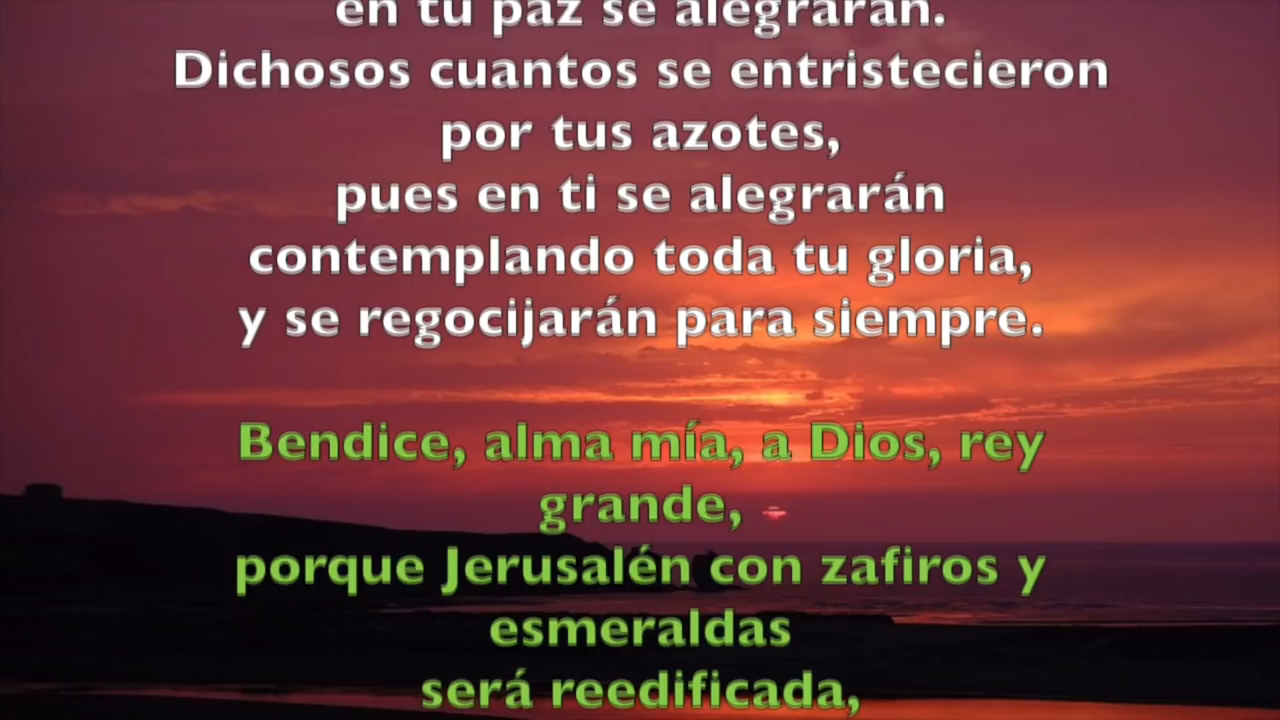 en tu paz se alegrarán.
Dichosos cuantos se entristecieron
por tus azotes,
pues en ti se alegrarán
contemplando toda tu gloria,
y se regocijarán para siempre.
Bendice, alma mía, a Dios, rey
grande,
porque Jerusalén con zafiros y
esmeraldas
será reedificada,